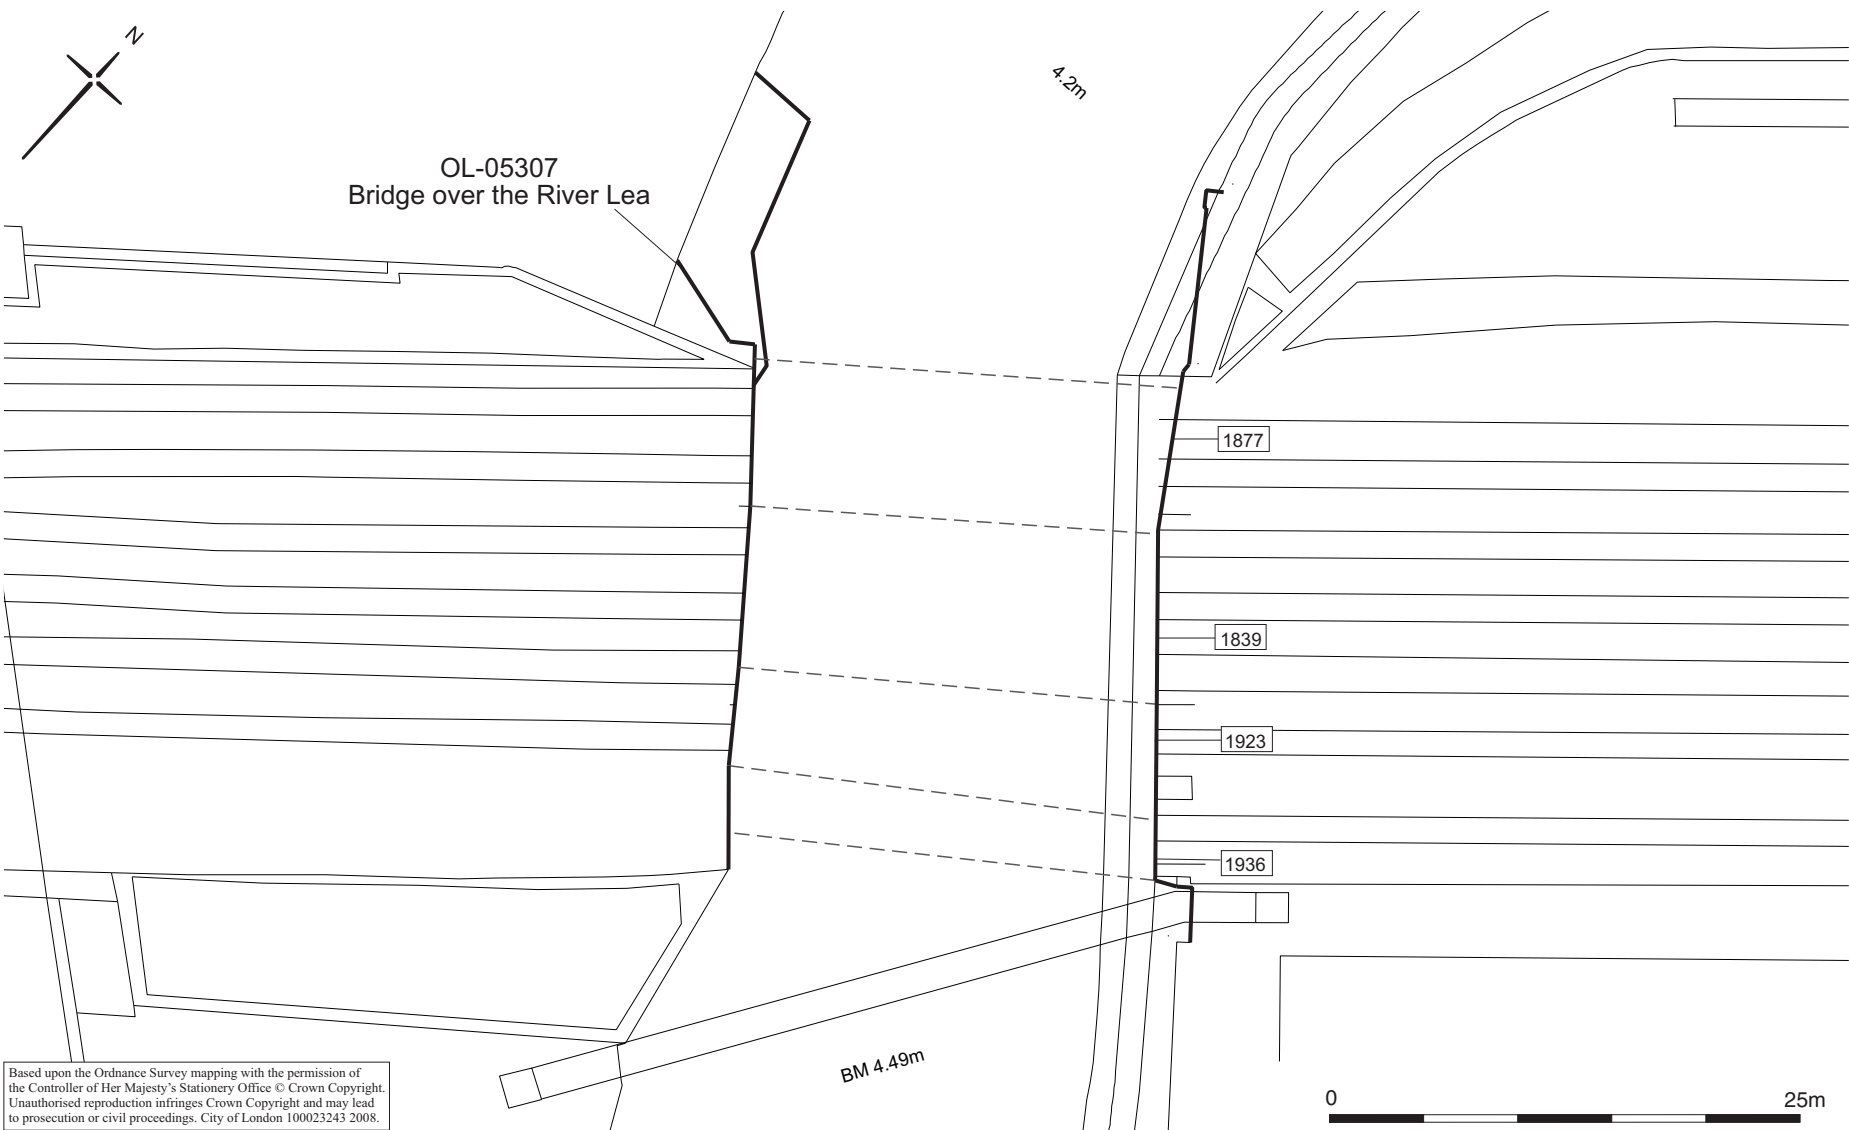 N
4.2m
OL-05307
Bridge over the River Lea
1877
1839
1923
1936
BM 4.49m
0 25m
Based upon the Ordnance Survey mapping with the permission of
the Controller of Her Majesty's Stationery Office © Crown Copyright.
Unauthorised reproduction infringes Crown Copyright and may lead
to prosecution or civil proceedings. City of London 100023243 2008.